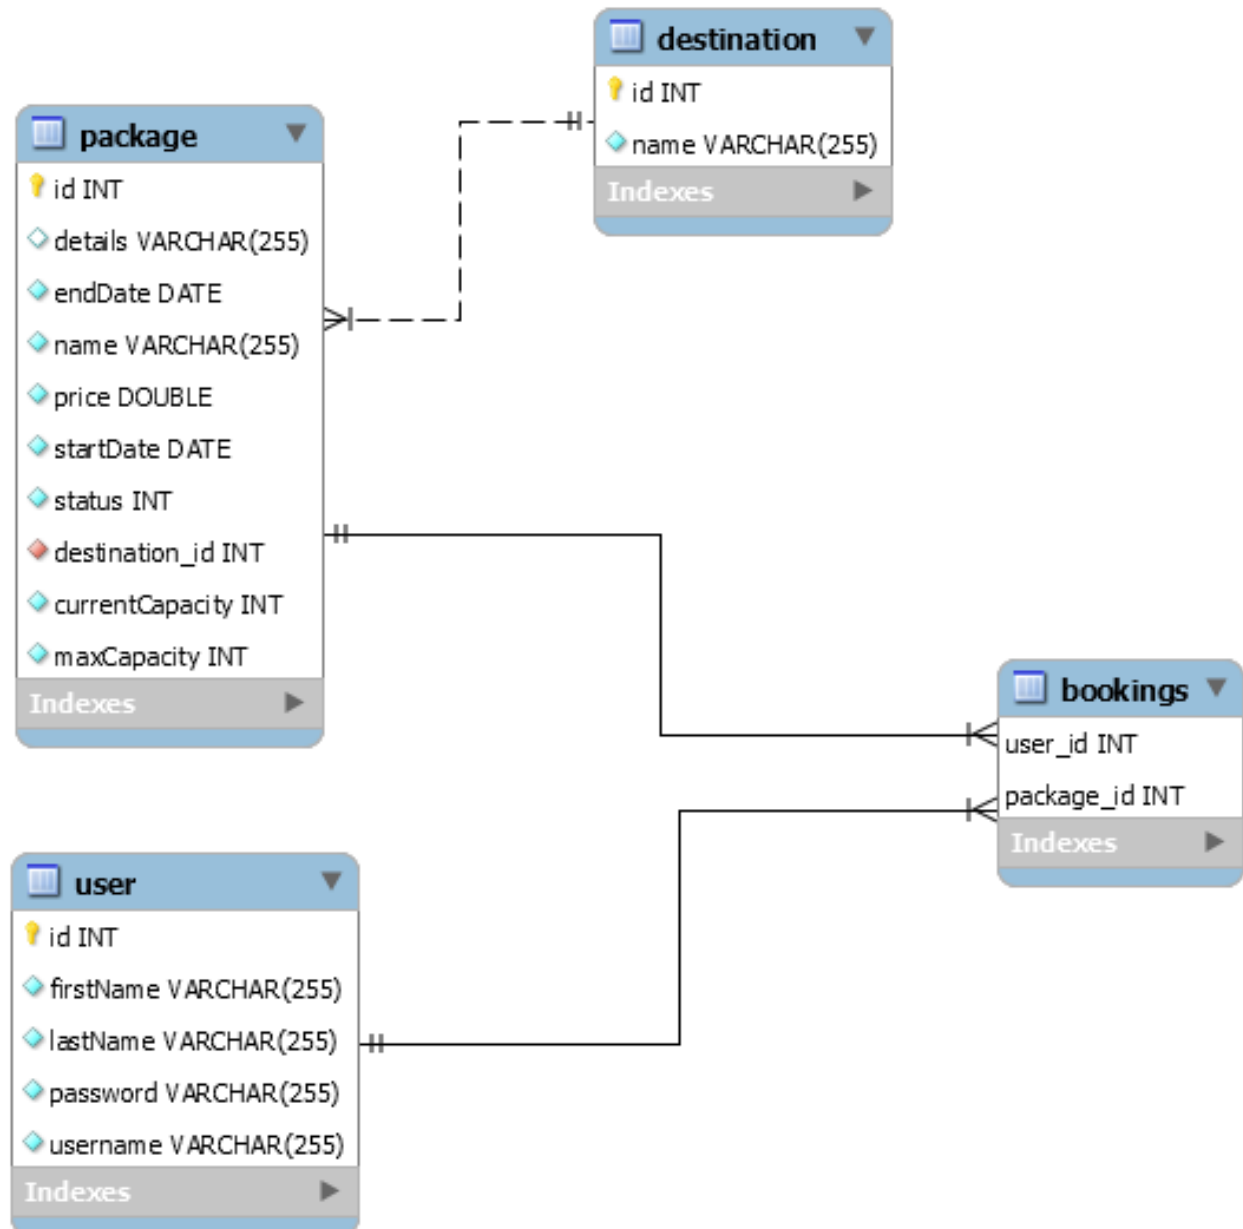 destination
id INT
name VARCHAR(255)
Indexes
package
id INT
details VARCHAR(255)
endDate DATE
name VARCHAR(255)
price DOUBLE
startDate DATE
status INT
destination_id INT
currentCapacity INT
maxCapacity INT
Indexes
bookings
user_id INT
package_id INT
Indexes
user
id INT
firstName VARCHAR(255)
lastName VARCHAR(255)
password VARCHAR(255)
username VARCHAR(255)
Indexes